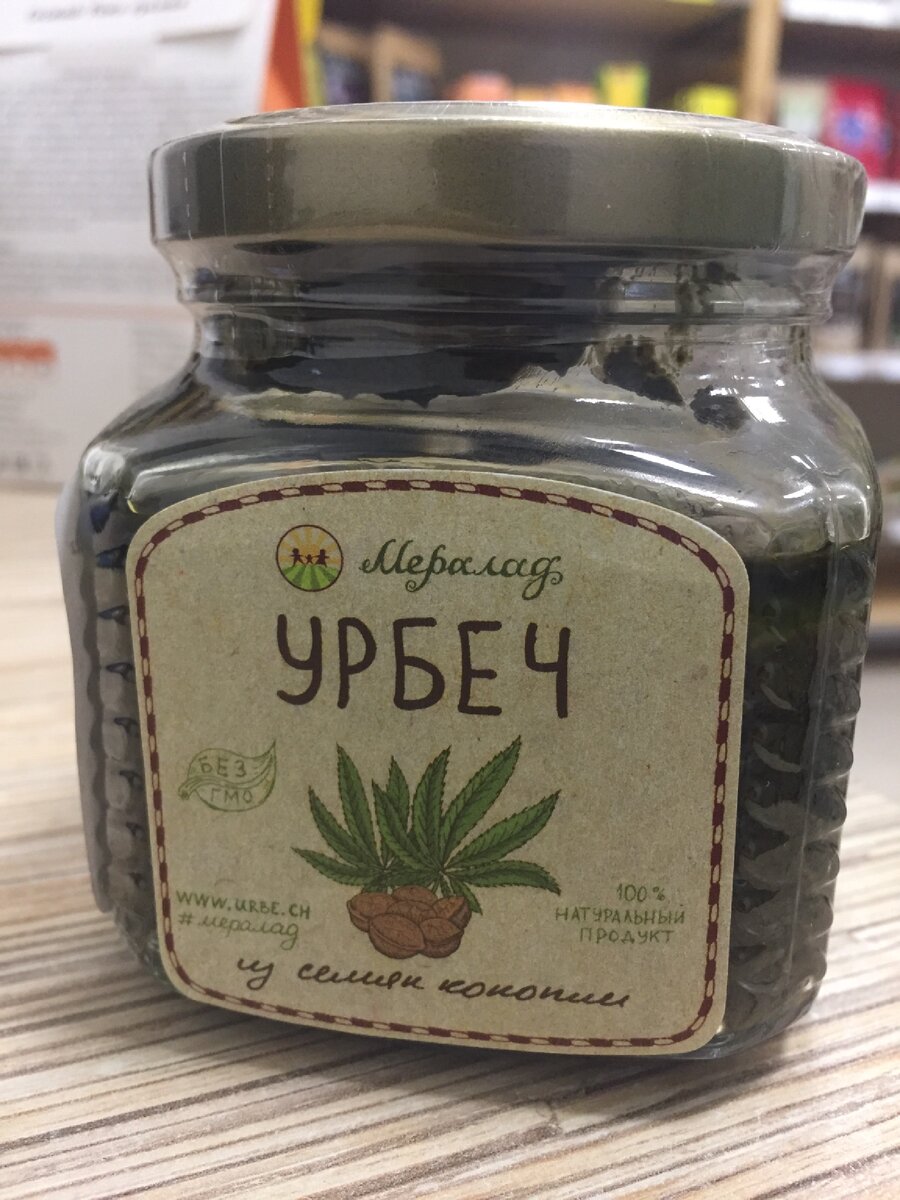 Мералад
УРБЕЧ
БЕЗ
ГМО
WWW.URBE.CH
#мералад
100%
НАТУРАЛЬНЫЙ
ПРОДУКТ
из семян конопли